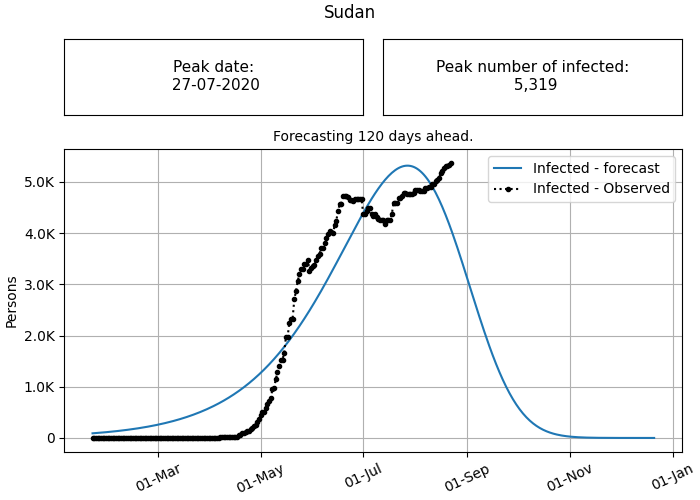 Sudan
Peak date:
27-07-2020
Peak number of infected:
5,319
Forecasting 120 days ahead.
Infected - forecast
Infected - Observed
Persons
5.0K
4.0K
3.0K
2.0K
1.0K
0
01-Mar
01-May
01-Jul
01-Sep
01-Nov
01-Jan